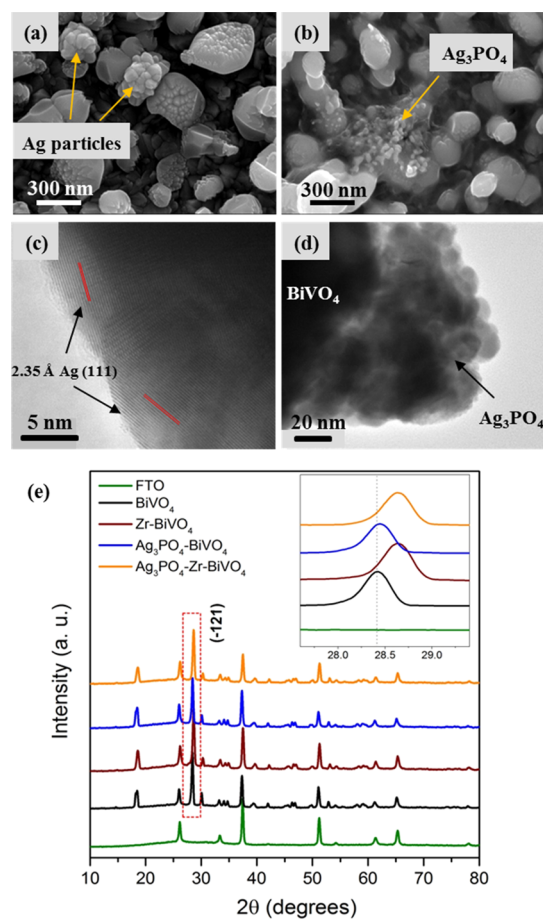 (a)
Ag particles
300 nm
(b)
Ag₃PO₄
300 nm
(c)
2.35 Å Ag (111)
5 nm
(d)
BiVO₄
Ag₃PO₄
20 nm
(e)
FTO
BiVO₄
Zr-BiVO₄
Ag₃PO₄-BiVO₄
Ag₃PO₄-Zr-BiVO₄
(-121)
28.0 28.5 29.0
Intensity (a. u.)
10 20 30 40 50 60 70 80
2θ (degrees)